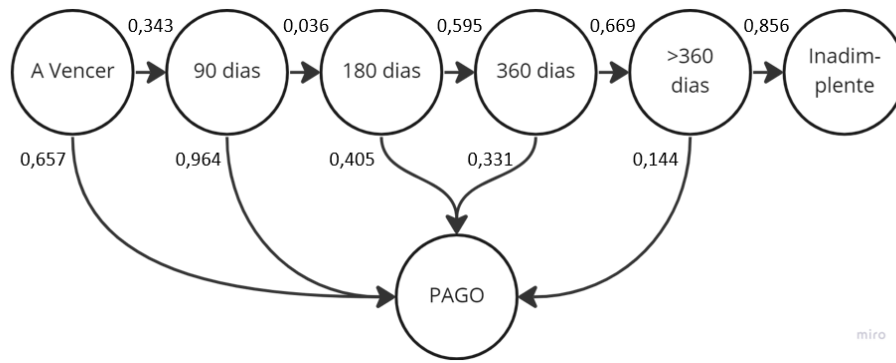 0,343
0,036
0,595
0,669
0,856
A Vencer
90 dias
180 dias
360 dias
>360
dias
Inadim-
plente
0,657
0,964
0,405
0,331
0,144
PAGO
miro